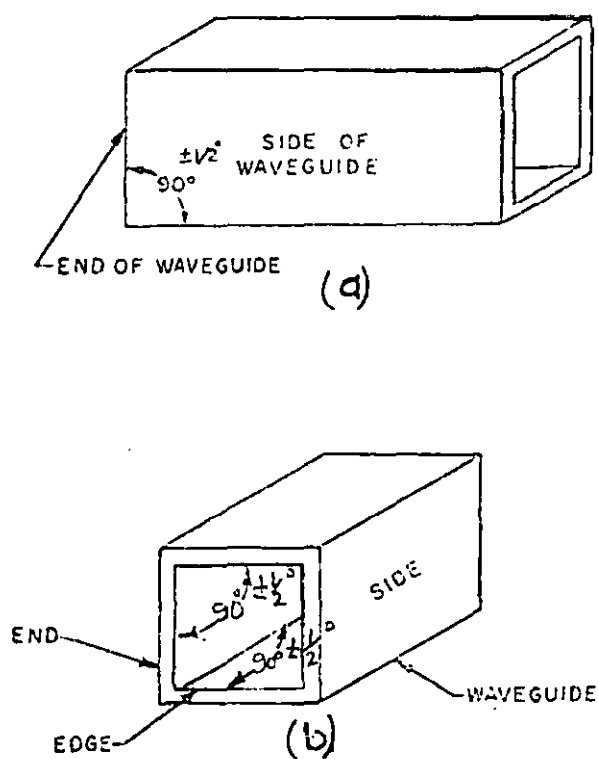 ±1/2°
SIDE OF
WAVEGUIDE
90°
END OF WAVEGUIDE
(a)
90°
±1/2°
SIDE
END
90°
±1/2°
WAVEGUIDE
EDGE
(b)